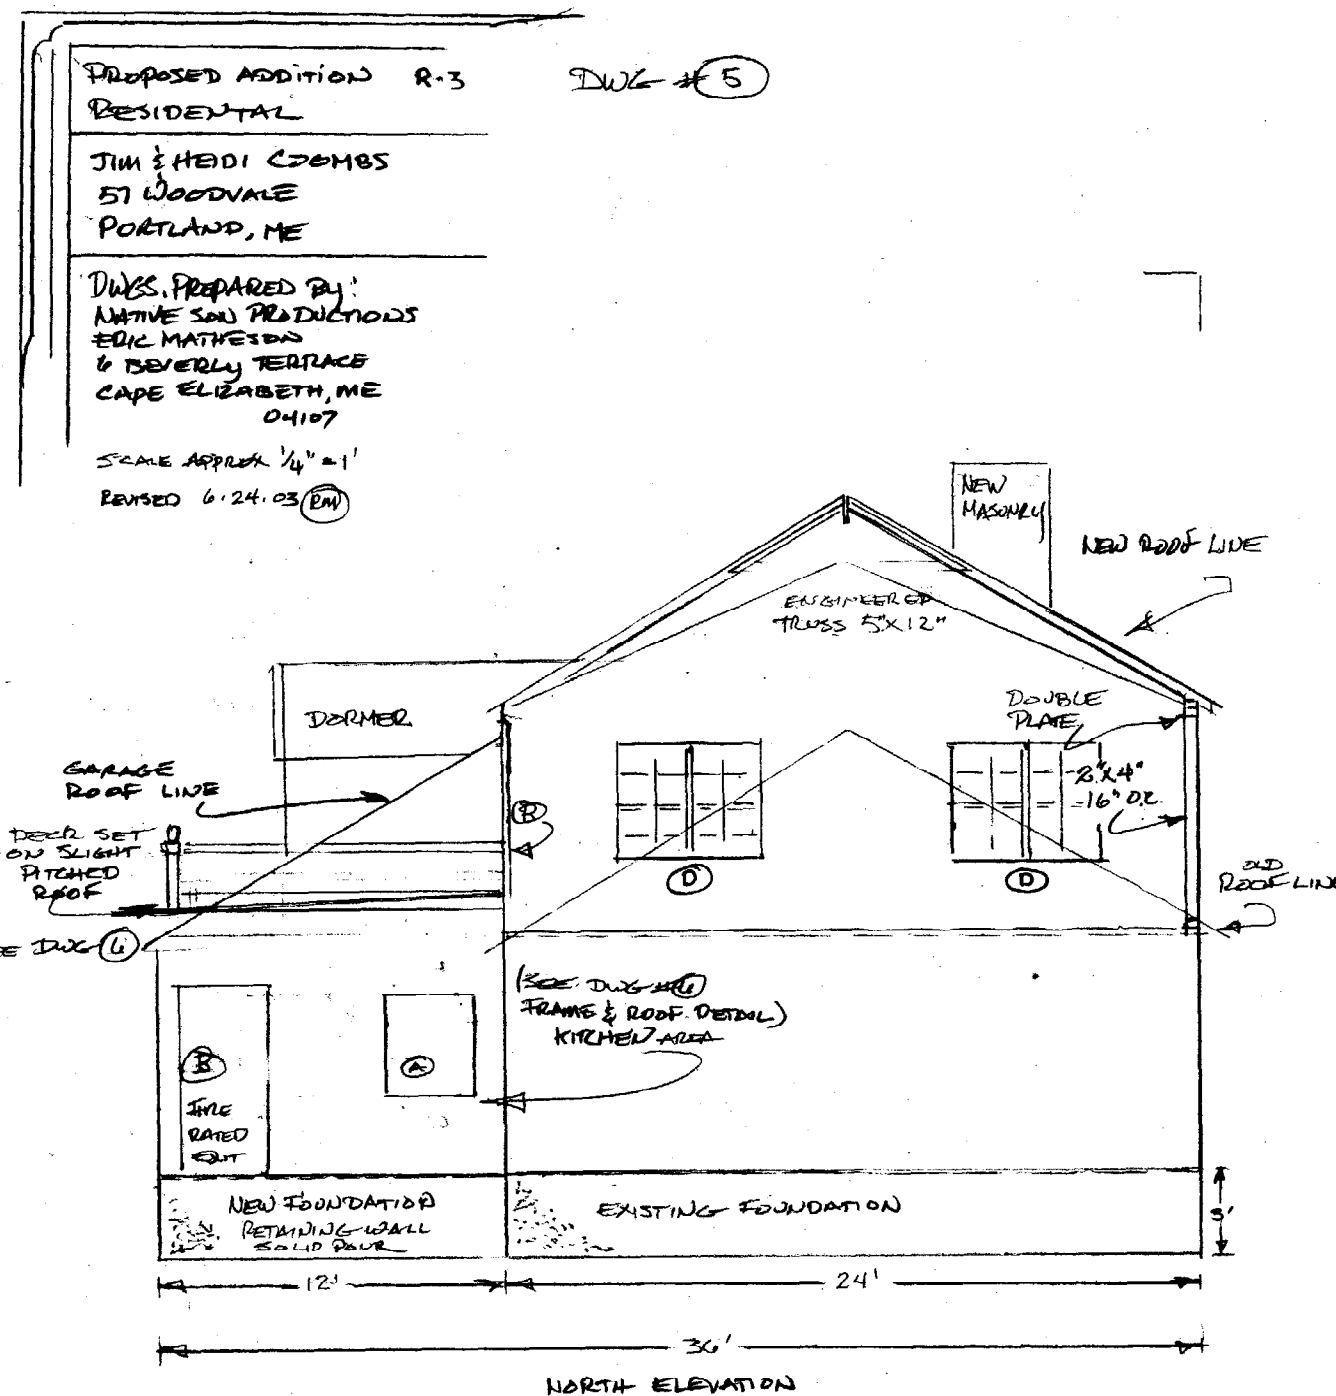 PROPOSED ADDITION R-3
RESIDENTAL
DWG # 5
JIM & HEIDI COOMBS
57 WOODVALE
PORTLAND, ME
DWGS. PREPARED BY:
NATIVE SON PRODUCTIONS
ERIC MATHESON
6 BEVERLY TERRACE
CAPE ELIZABETH, ME
04107
SCALE APPROX 1/4" = 1'
REVISED 6.24.03 RM
NEW
MASONRY
NEW ROOF LINE
ENGINEERED
TRUSS 5"X12"
DORMER
DOUBLE
PLATE
GARAGE
ROOF LINE
2"X4"
16" O.C.
B
DECK SET
ON SLIGHT
PITCHED
ROOF
D
D
OLD
ROOF LINE
E DWG 6
(SEE DWG #6
FRAME & ROOF DETAIL)
KITCHEN AREA
B
A
FIRE
RATED
EXIT
NEW FOUNDATION
RETAINING WALL
SOLID POUR
EXISTING FOUNDATION
3'
12'
24'
36'
NORTH ELEVATION